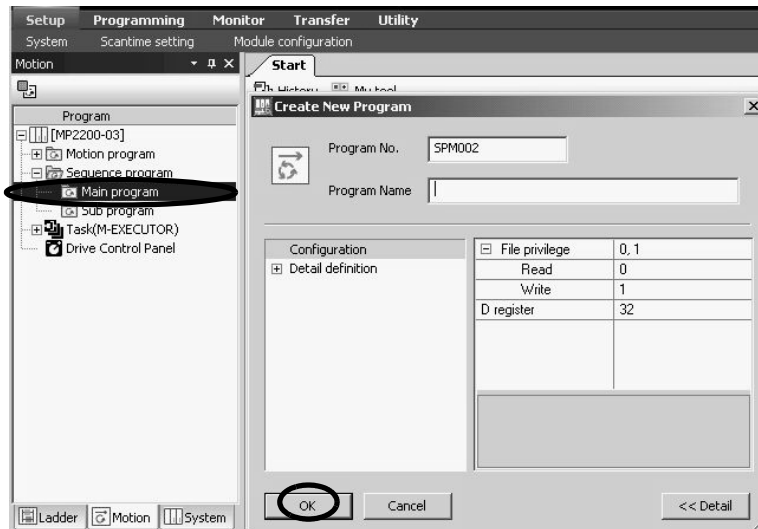 Setup Programming Monitor Transfer Utility
System Scantime setting Module configuration
Motion
Start
History My tool
Program
[MP2200-03]
Motion program
Sequence program
Main program
Sub program
Task(M-EXECUTOR)
Drive Control Panel
Ladder Motion System
Create New Program
Program No. SPM002
Program Name
Configuration
Detail definition
File privilege 0, 1
Read 0
Write 1
D register 32
OK Cancel << Detail